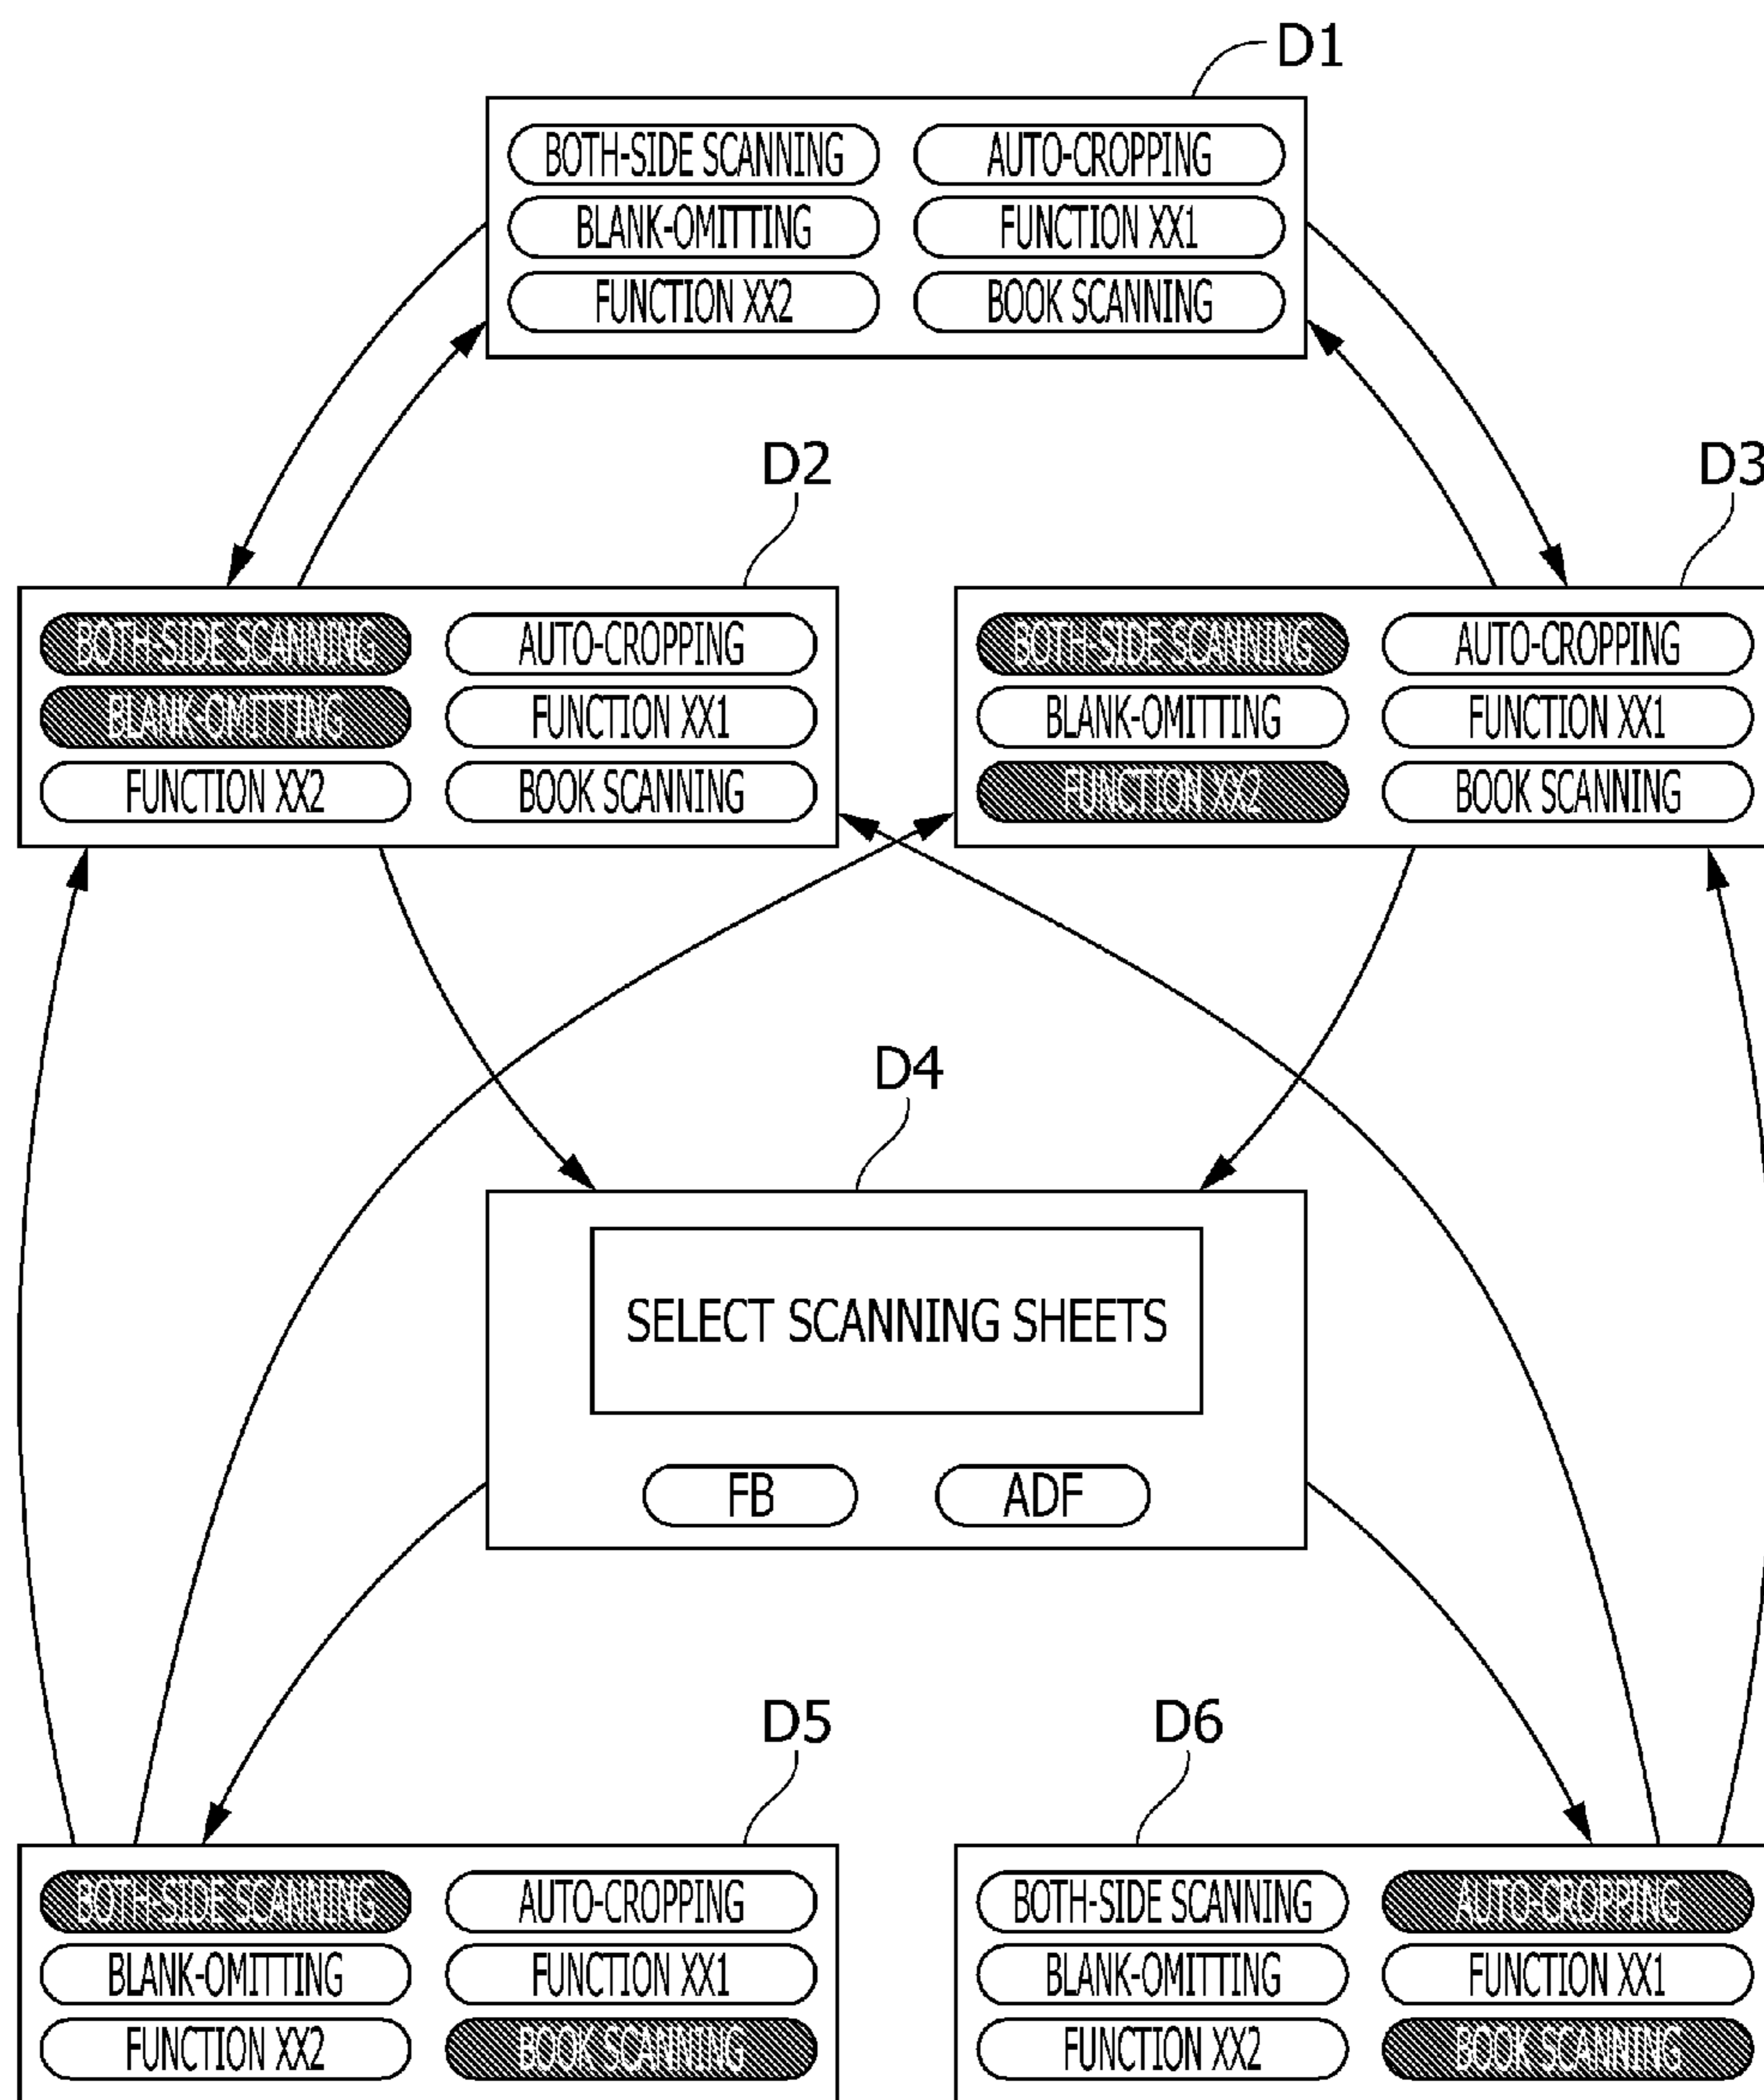 D1
BOTH-SIDE SCANNING AUTO-CROPPING
BLANK-OMITTING FUNCTION XX1
FUNCTION XX2 BOOK SCANNING
D2
BOTH-SIDE SCANNING AUTO-CROPPING
BLANK-OMITTING FUNCTION XX1
FUNCTION XX2 BOOK SCANNING
D3
BOTH-SIDE SCANNING AUTO-CROPPING
BLANK-OMITTING FUNCTION XX1
FUNCTION XX2 BOOK SCANNING
D4
SELECT SCANNING SHEETS
FB ADF
D5
BOTH-SIDE SCANNING AUTO-CROPPING
BLANK-OMITTING FUNCTION XX1
FUNCTION XX2 BOOK SCANNING
D6
BOTH-SIDE SCANNING AUTO-CROPPING
BLANK-OMITTING FUNCTION XX1
FUNCTION XX2 BOOK SCANNING